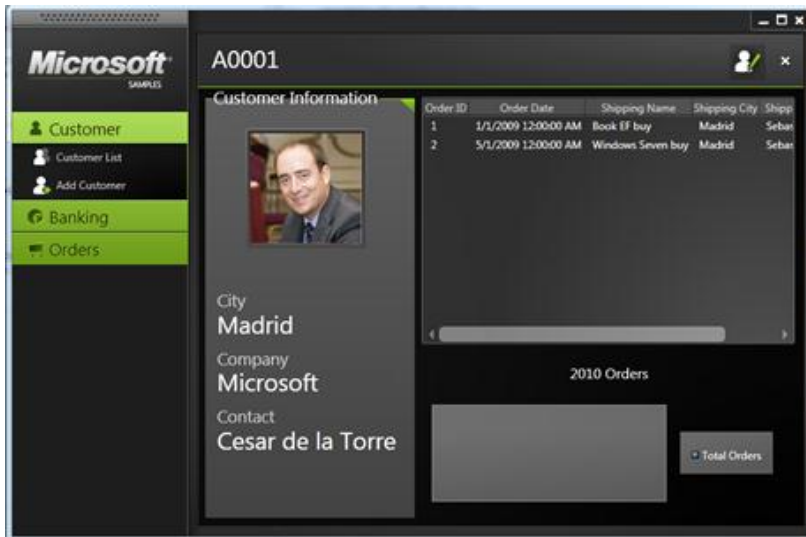 Microsoft
SAMPLES
Customer
Customer List
Add Customer
Banking
Orders
A0001
Customer Information
City
Madrid
Company
Microsoft
Contact
Cesar de la Torre
Order ID Order Date Shipping Name Shipping City Shipp
1 1/1/2009 12:00:00 AM Book EF buy Madrid Sebas
2 5/1/2009 12:00:00 AM Windows Seven buy Madrid Sebas
2010 Orders
Total Orders